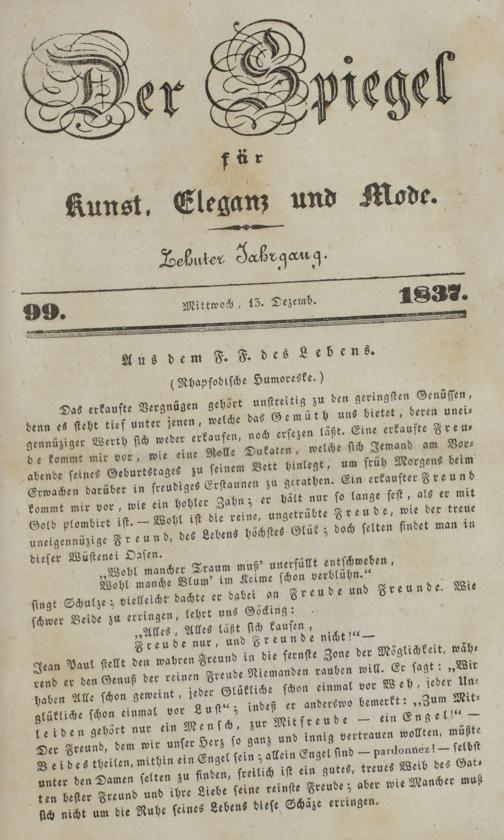 Der Spiegel
für
Kunst, Eleganz und Mode.
Zehnter Jahrgang.
99. Mittwoch, 13. Dezemb. 1837.
Aus dem F. F. des Lebens.
(Rhapsodische Humoreske.)
Das erkaufte Vergnügen gehört unstreitig zu den geringsten Genüssen,
denn es steht tief unter jenen, welche das Gemüth uns bietet, deren unei-
gennüziger Werth sich weder erkaufen, noch ersezen läßt. Eine erkaufte Freu-
de kommt mir vor, wie eine Rolle Dukaten, welche sich Jemand am Vor-
abende seines Geburtstages zu seinem Bett hinlegt, um früh Morgens beim
Erwachen darüber in freudiges Erstaunen zu gerathen. Ein erkaufter Freund
kommt mir vor, wie ein hohler Zahn; er hält nur so lange fest, als er mit
Gold plombirt ist. — Wohl ist die reine, ungetrübte Freude, wie der treue
uneigennüzige Freund, des Lebens höchstes Glük; doch selten findet man in
dieser Wüstenei Oasen.
„Wohl mancher Traum muß' unerfüllt entschweben,
Wohl manche Blum' im Keime schon verblühn.“
singt Schulze; vielleicht dachte er dabei an Freude und Freunde. Wie
schwer Beide zu erringen, lehrt uns Göcking:
„Alles, Alles läßt sich kaufen,
Freude nur, und Freunde nicht!“ —
Jean Paul stellt den wahren Freund in die fernste Zone der Möglichkeit, wäh-
rend er den Genuß der reinen Freude Niemanden rauben will. Er sagt: „Wir
haben Alle schon geweint, jeder Glükliche schon einmal vor Weh, jeder Un-
glükliche schon einmal vor Lust“; indeß er anderswo bemerkt: „Zum Mit-
leiden gehört nur ein Mensch, zur Mitfreude — ein Engel!“ —
Der Freund, dem wir unser Herz so ganz und innig vertrauen wollten, müßte
Beides theilen, mithin ein Engel sein; allein Engel sind — pardonnez! — selbst
unter den Damen selten zu finden, freilich ist ein gutes, treues Weib des Gat-
ten bester Freund und ihre Liebe seine reinste Freude; aber wie Mancher muß
sich nicht um die Ruhe seines Lebens diese Schäze erringen.